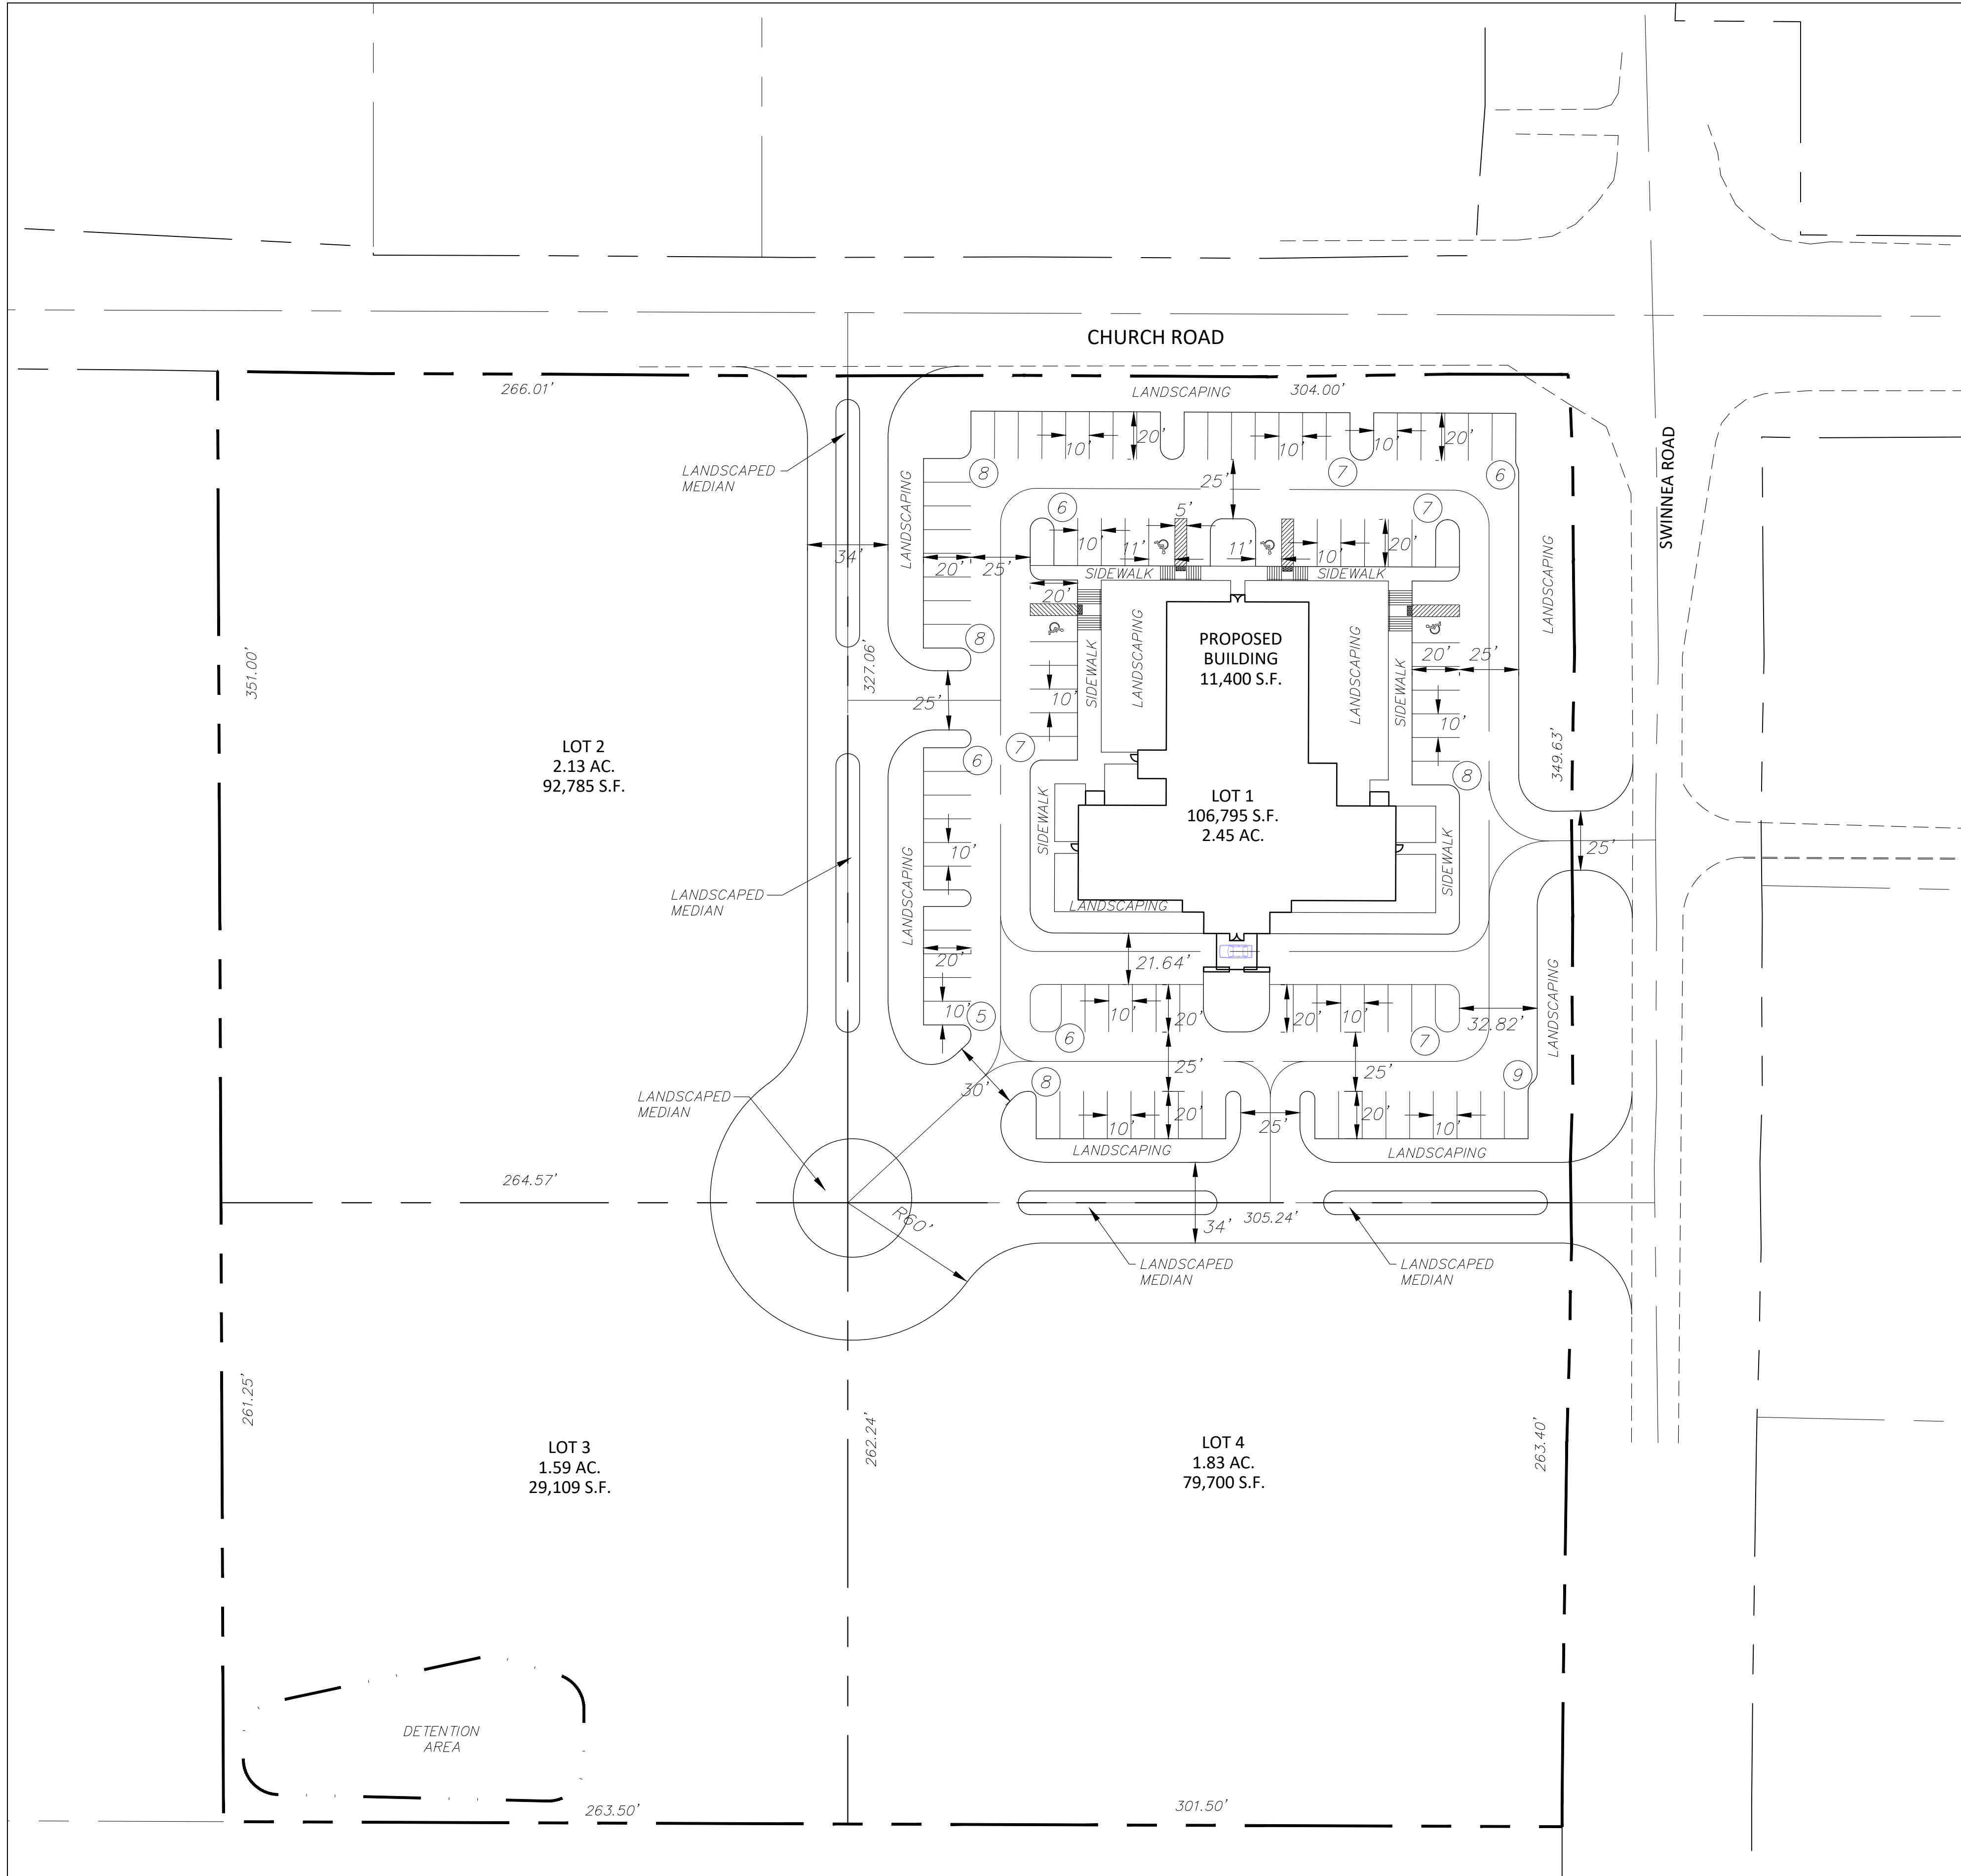 CHURCH ROAD
266.01'
LANDSCAPING
304.00'
SWINNEA ROAD
LANDSCAPED
MEDIAN
LANDSCAPING
10'
20'
10'
10'
20'
8
7
6
25'
6
7
5'
10'
11'
11'
10'
20'
34'
20'
25'
SIDEWALK
SIDEWALK
LANDSCAPING
20'
8
351.00'
327.06'
SIDEWALK
LANDSCAPING
PROPOSED
BUILDING
11,400 S.F.
LANDSCAPING
SIDEWALK
20'
25'
25'
10'
10'
6
7
8
349.63'
LOT 2
2.13 AC.
92,785 S.F.
LOT 1
106,795 S.F.
2.45 AC.
SIDEWALK
SIDEWALK
25'
10'
LANDSCAPED
MEDIAN
LANDSCAPING
LANDSCAPING
20'
21.64'
10'
5
10'
20'
20'
10'
32.82'
LANDSCAPING
6
7
25'
25'
30'
8
9
LANDSCAPED
MEDIAN
10'
20'
25'
20'
10'
LANDSCAPING
LANDSCAPING
264.57'
R60'
34'
305.24'
LANDSCAPED
MEDIAN
LANDSCAPED
MEDIAN
261.25'
262.24'
263.40'
LOT 3
1.59 AC.
29,109 S.F.
LOT 4
1.83 AC.
79,700 S.F.
DETENTION
AREA
263.50'
301.50'